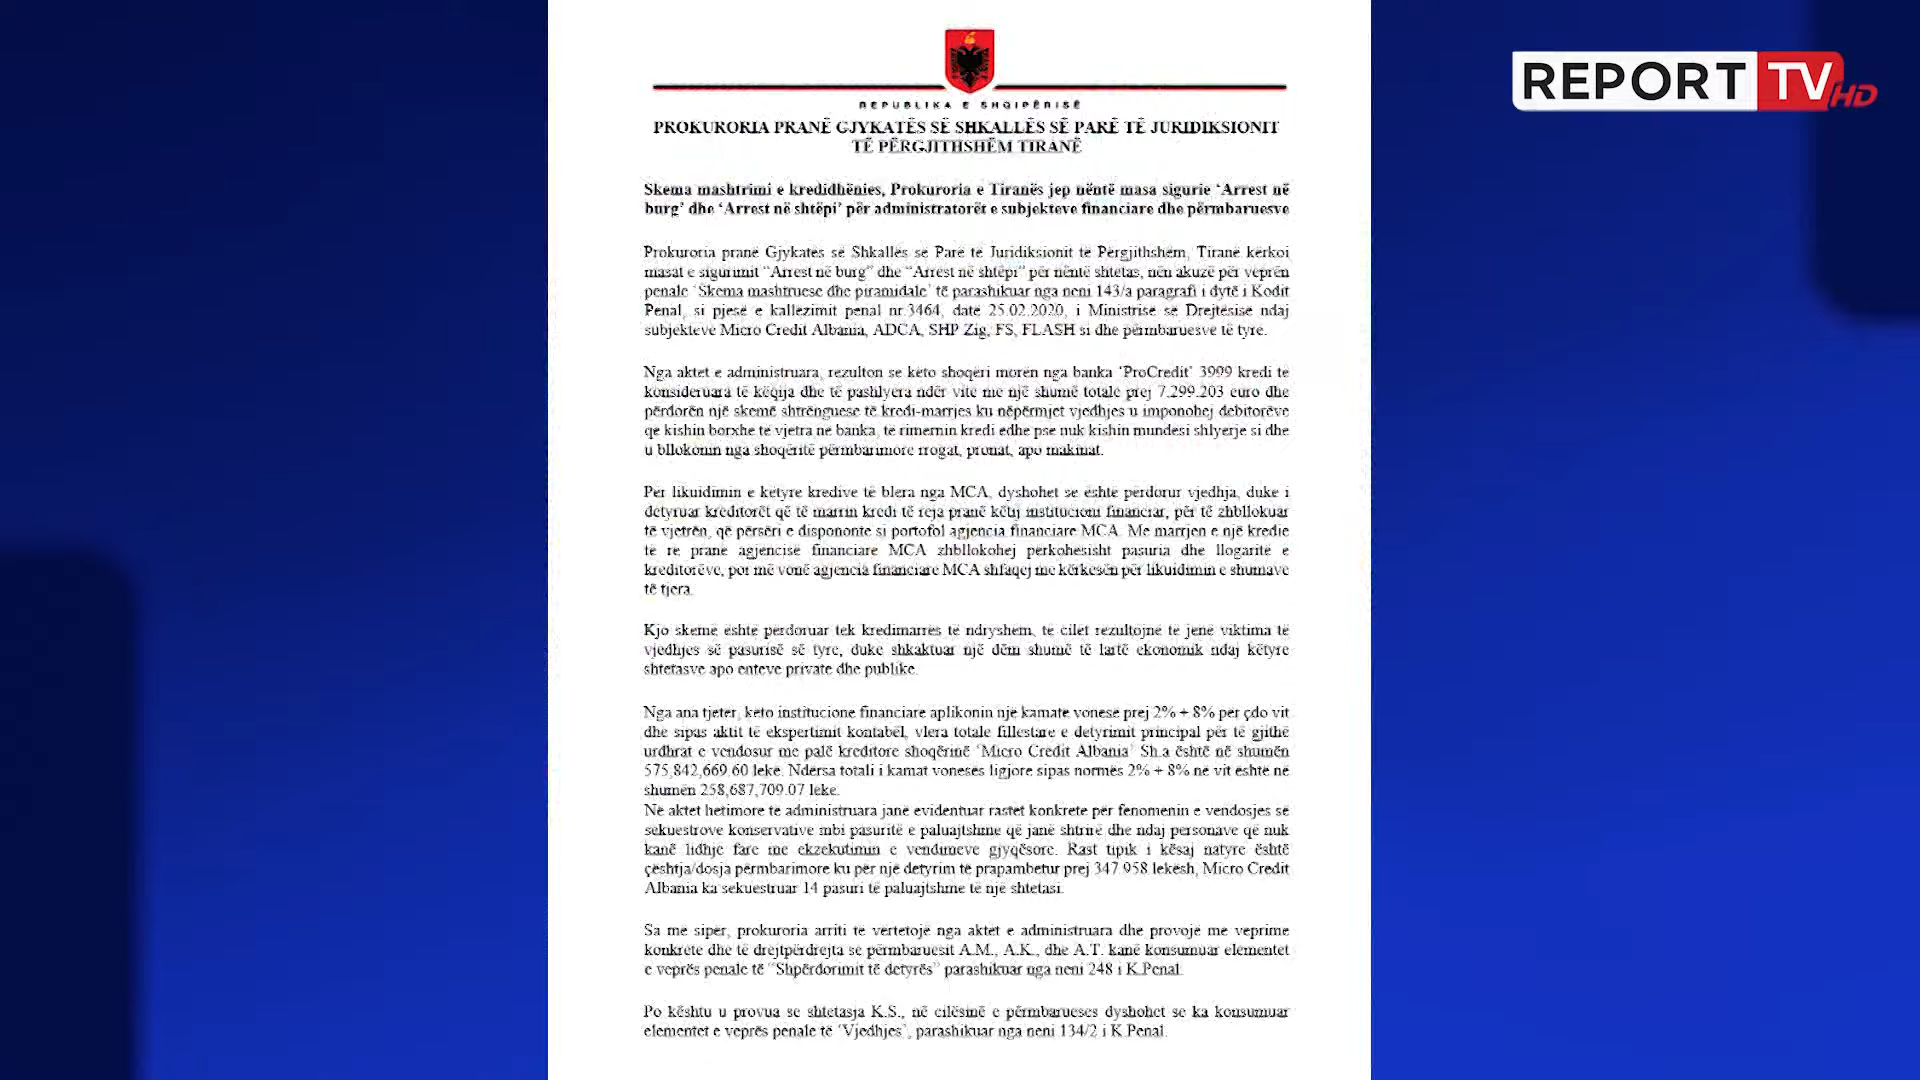 REPORT TV HD
REPUBLIKA E SHQIPËRISË
PROKURORIA PRANË GJYKATËS SË SHKALLËS SË PARË TË JURIDIKSIONIT
TË PËRGJITHSHËM TIRANË
Skema mashtrimi e kredidhënies, Prokuroria e Tiranës jep nëntë masa sigurie ‘Arrest në
burg’ dhe ‘Arrest në shtëpi’ për administratorët e subjekteve financiare dhe përmbaruesve
Prokuroria pranë Gjykatës së Shkallës së Parë të Juridiksionit të Përgjithshëm, Tiranë kërkoi
masat e sigurimit “Arrest në burg” dhe “Arrest në shtëpi” për nëntë shtetas, nën akuzë për veprën
penale ‘Skema mashtruese dhe piramidale’ të parashikuar nga neni 143/a paragrafi i dytë i Kodit
Penal, si pjesë e kallëzimit penal nr.3464, datë 25.02.2020, i Ministrisë së Drejtësisë ndaj
subjekteve Micro Credit Albania, ADCA, SHP Zig, FS, FLASH si dhe përmbaruesve të tyre.
Nga aktet e administruara, rezulton se këto shoqëri morën nga banka ‘ProCredit’ 3999 kredi të
konsideruara të këqija dhe të pashlyera ndër vite me një shumë totale prej 7.299.203 euro dhe
përdorën një skemë shtrënguese të kredi-marrjes ku nëpërmjet vjedhjes u imponohej debitorëve
që kishin borxhe të vjetra në banka, të rimernin kredi edhe pse nuk kishin mundësi shlyerje si dhe
u bllokonin nga shoqëritë përmbarimore rrogat, pronat, apo makinat.
Për likuidimin e këtyre kredive të blera nga MCA, dyshohet se është përdorur vjedhja, duke i
detyruar kreditorët që të marrin kredi të reja pranë këtij institucioni financiar, për të zhbllokuar
të vjetrën, që përsëri e dispononte si portofol agjencia financiare MCA. Me marrjen e një kredie
të re pranë agjencisë financiare MCA zhbllokohej përkohësisht pasuria dhe llogaritë e
kreditorëve, por më vonë agjencia financiare MCA shfaqej me kërkesën për likuidimin e shumave
të tjera.
Kjo skemë është përdoruar tek kredimarrës të ndryshëm, të cilët rezultojnë të jenë viktima të
vjedhjes së pasurisë së tyre, duke shkaktuar një dëm shumë të lartë ekonomik ndaj këtyre
shtetasve apo enteve private dhe publike.
Nga ana tjetër, këto institucione financiare aplikonin një kamatë vonesë prej 2% + 8% për çdo vit
dhe sipas aktit të ekspertimit kontabël, vlera totale fillestare e detyrimit principal për të gjithë
urdhrat e vendosur me palë kreditore shoqërinë ‘Micro Credit Albania’ Sh.a është në shumën
575,842,669.60 lekë. Ndërsa totali i kamat vonesës ligjore sipas normës 2% + 8% në vit është në
shumën 258,687,709.07 lekë.
Në aktet hetimore të administruara janë evidentuar rastet konkrete për fenomenin e vendosjes së
sekuestrove konservative mbi pasuritë e paluajtshme që janë shtrirë dhe ndaj personave që nuk
kanë lidhje fare me ekzekutimin e vendimeve gjyqësore. Rast tipik i kësaj natyre është
çështja/dosja përmbarimore ku për një detyrim të prapambetur prej 347 958 lekësh, Micro Credit
Albania ka sekuestruar 14 pasuri të paluajtshme të një shtetasi.
Sa më sipër, prokuroria arriti të vërtetojë nga aktet e administruara dhe provojë me veprime
konkrete dhe të drejtpërdrejta se përmbaruesit A.M., A.K., dhe A.T. kanë konsumuar elementet
e veprës penale të “Shpërdorimit të detyrës” parashikuar nga neni 248 i K.Penal.
Po kështu u provua se shtetasja K.S., në cilësinë e përmbarueses dyshohet se ka konsumuar
elementet e veprës penale të ‘Vjedhjes’, parashikuar nga neni 134/2 i K.Penal.